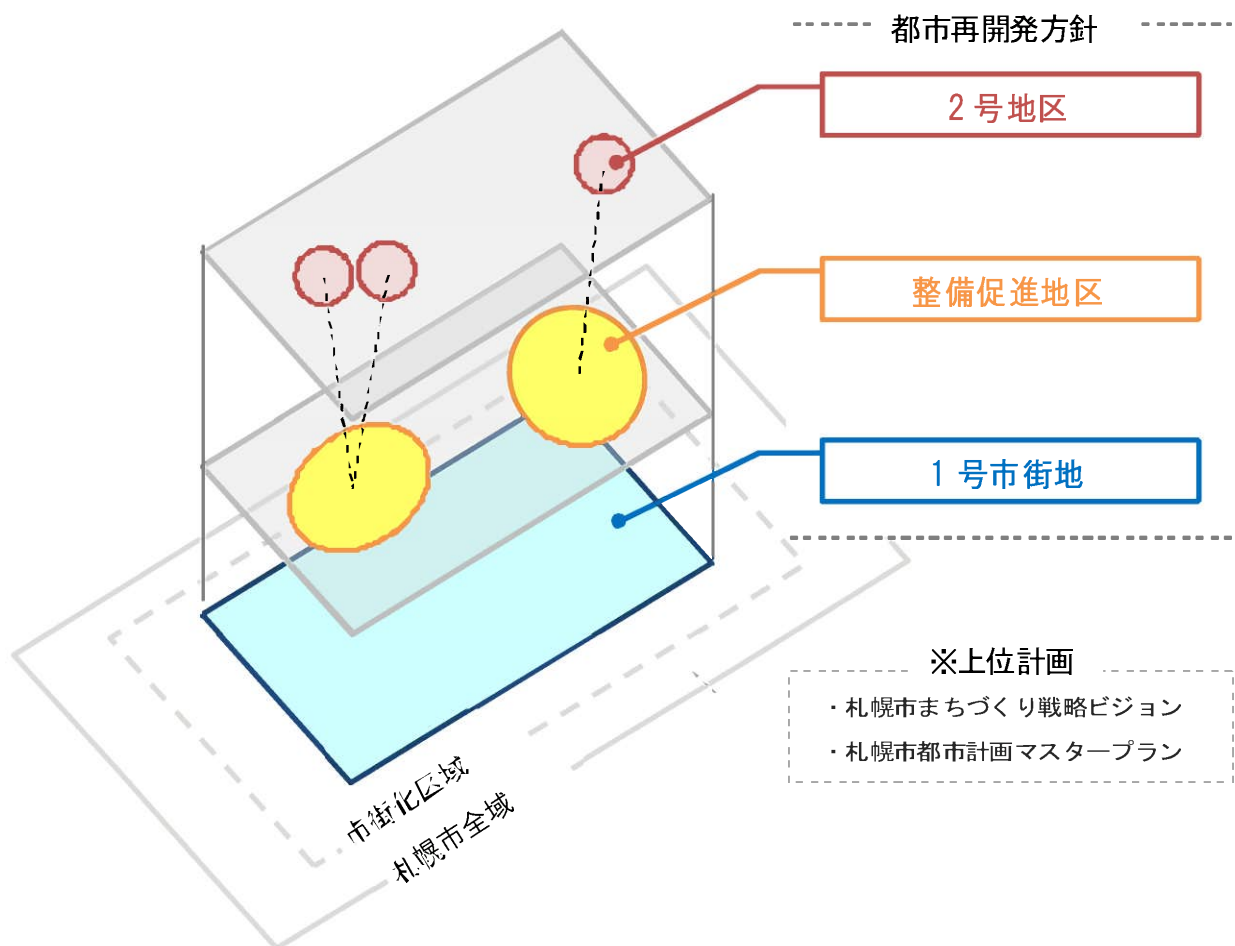 都市再開発方針
2号地区
整備促進地区
1号市街地
※上位計画
・札幌市まちづくり戦略ビジョン
・札幌市都市計画マスタープラン
市街化区域
札幌市全域